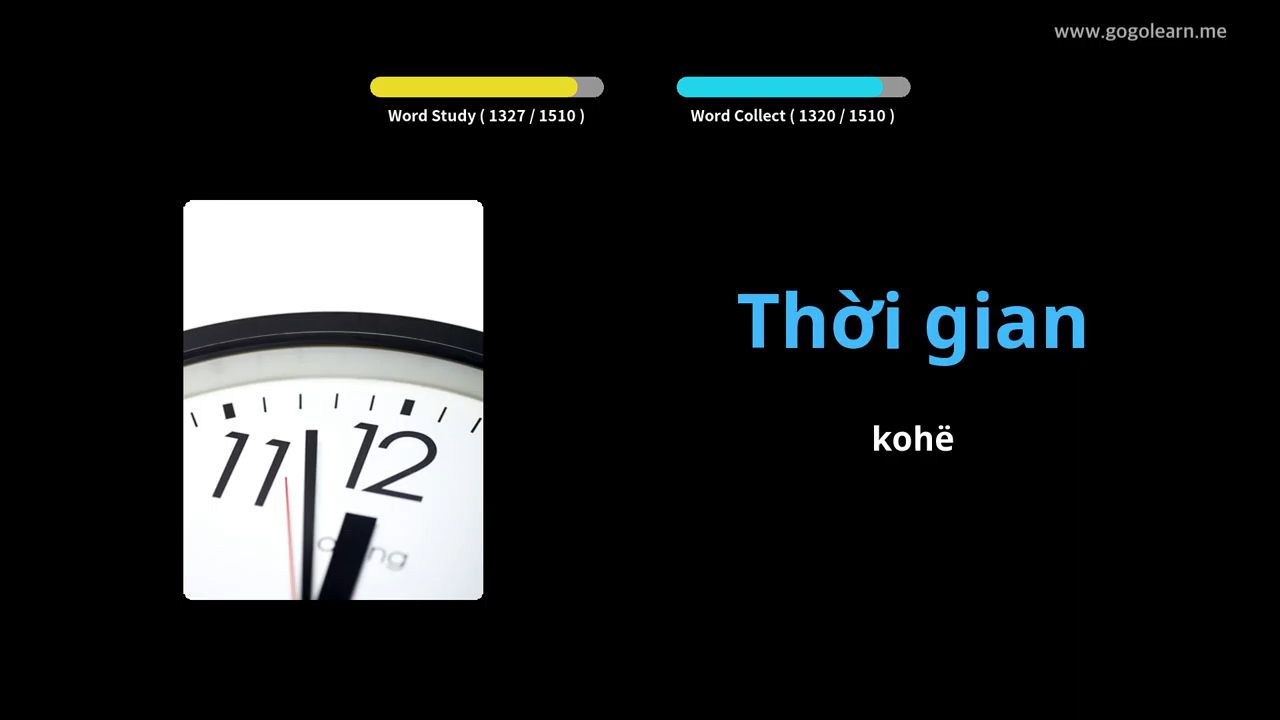 www.gogolearn.me
Word Study ( 1327 / 1510 )
Word Collect ( 1320 / 1510 )
11 12
Thời gian
kohë